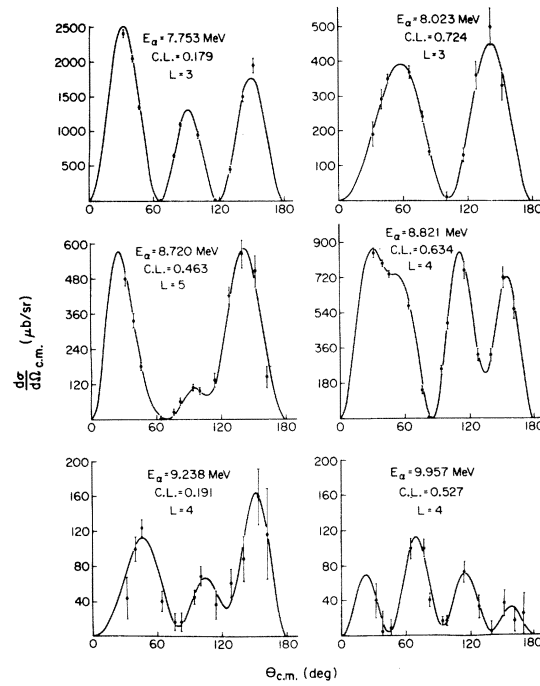 Eα=7.753 MeV
C.L.=0.179
L=3
2500
2000
1500
1000
500
0 60 120 180
Eα=8.023 MeV
C.L.=0.724
L=3
500
400
300
200
100
0 60 120 180
Eα=8.720 MeV
C.L.=0.463
L=5
600
480
360
240
120
0 60 120 180
Eα=8.821 MeV
C.L.=0.634
L=4
900
720
540
360
180
0 60 120 180
dσ/dΩ c.m. (μb/sr)
Eα=9.238 MeV
C.L.=0.191
L=4
200
160
120
80
40
0 60 120 180
Eα=9.957 MeV
C.L.=0.527
L=4
200
160
120
80
40
0 60 120 180
θc.m. (deg)